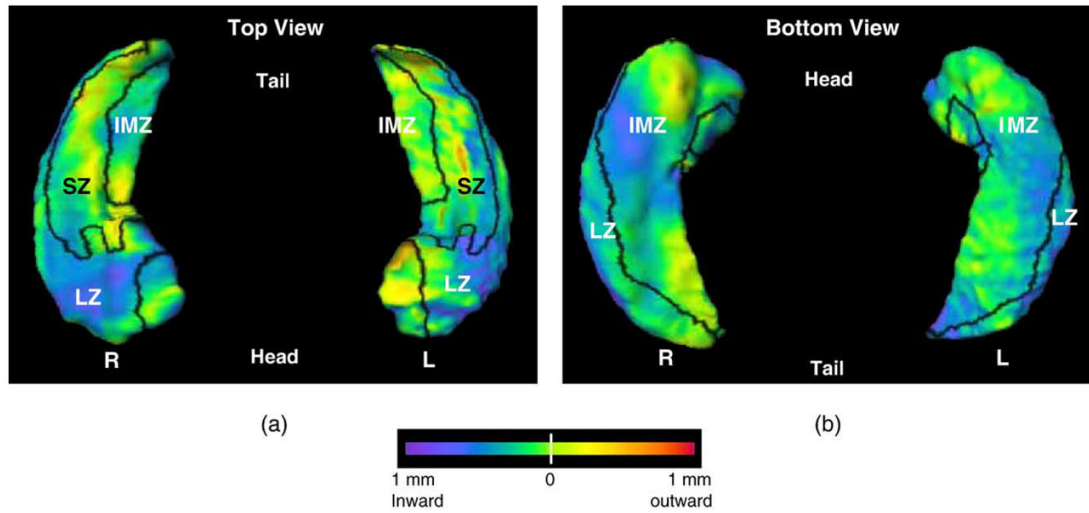 Top View
Tail
IMZ
IMZ
SZ
SZ
LZ
LZ
R
Head
L
(a)
Bottom View
Head
IMZ
IMZ
LZ
LZ
R
L
Tail
(b)
1 mm
0
1 mm
Inward
outward